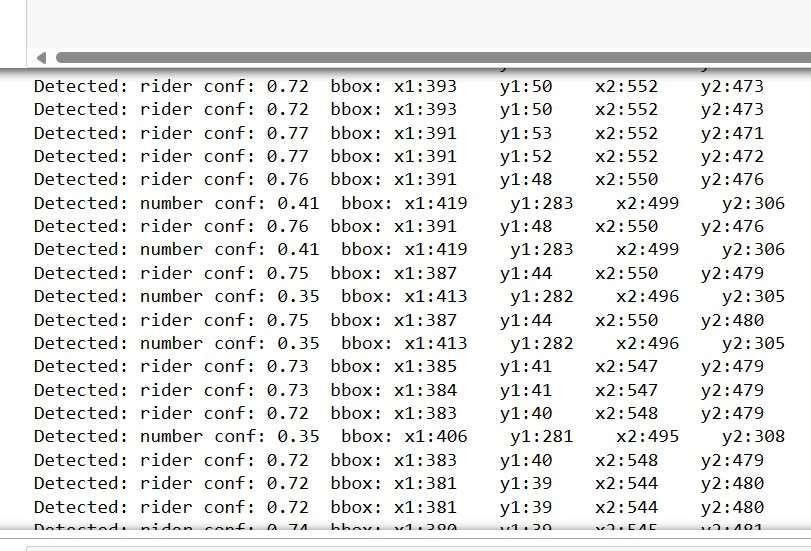 Detected: rider conf: 0.72  bbox: x1:393    y1:50    x2:552    y2:473
Detected: rider conf: 0.72  bbox: x1:393    y1:50    x2:552    y2:473
Detected: rider conf: 0.77  bbox: x1:391    y1:53    x2:552    y2:471
Detected: rider conf: 0.77  bbox: x1:391    y1:52    x2:552    y2:472
Detected: rider conf: 0.76  bbox: x1:391    y1:48    x2:550    y2:476
Detected: number conf: 0.41  bbox: x1:419    y1:283    x2:499    y2:306
Detected: rider conf: 0.76  bbox: x1:391    y1:48    x2:550    y2:476
Detected: number conf: 0.41  bbox: x1:419    y1:283    x2:499    y2:306
Detected: rider conf: 0.75  bbox: x1:387    y1:44    x2:550    y2:479
Detected: number conf: 0.35  bbox: x1:413    y1:282    x2:496    y2:305
Detected: rider conf: 0.75  bbox: x1:387    y1:44    x2:550    y2:480
Detected: number conf: 0.35  bbox: x1:413    y1:282    x2:496    y2:305
Detected: rider conf: 0.73  bbox: x1:385    y1:41    x2:547    y2:479
Detected: rider conf: 0.73  bbox: x1:384    y1:41    x2:547    y2:479
Detected: rider conf: 0.72  bbox: x1:383    y1:40    x2:548    y2:479
Detected: number conf: 0.35  bbox: x1:406    y1:281    x2:495    y2:308
Detected: rider conf: 0.72  bbox: x1:383    y1:40    x2:548    y2:479
Detected: rider conf: 0.72  bbox: x1:381    y1:39    x2:544    y2:480
Detected: rider conf: 0.72  bbox: x1:381    y1:39    x2:544    y2:480
Detected: rider conf: 0.74  bbox: x1:380    y1:39    x2:545    y2:481